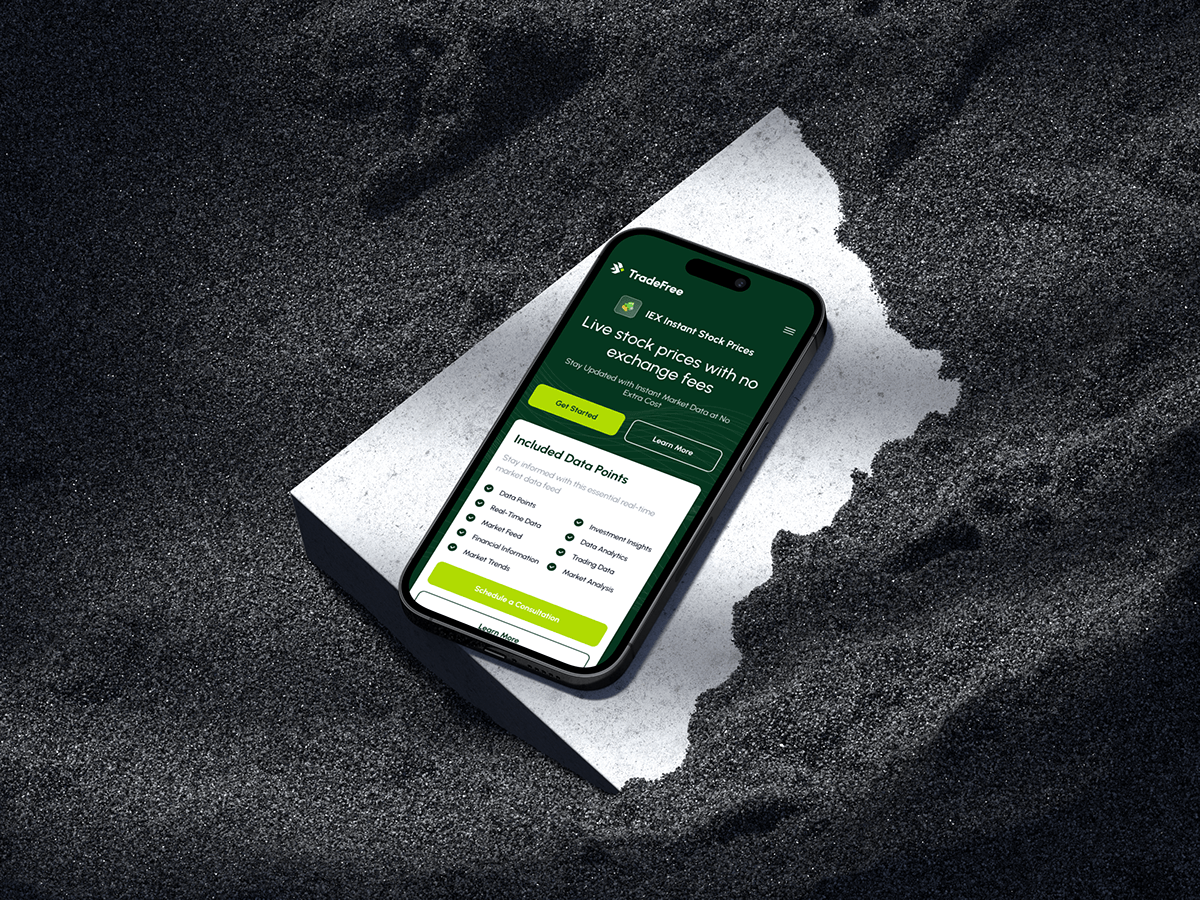 TradeFree
IEX Instant Stock Prices
Live stock prices with no
exchange fees
Stay Updated with Instant Market Data at No
Extra Cost
Get Started
Learn More
Included Data Points
Stay informed with this essential real-time
market data feed
Data Points
Real-Time Data
Market Feed
Financial Information
Market Trends
Investment Insights
Data Analytics
Trading Data
Market Analysis
Schedule a Consultation
Learn More